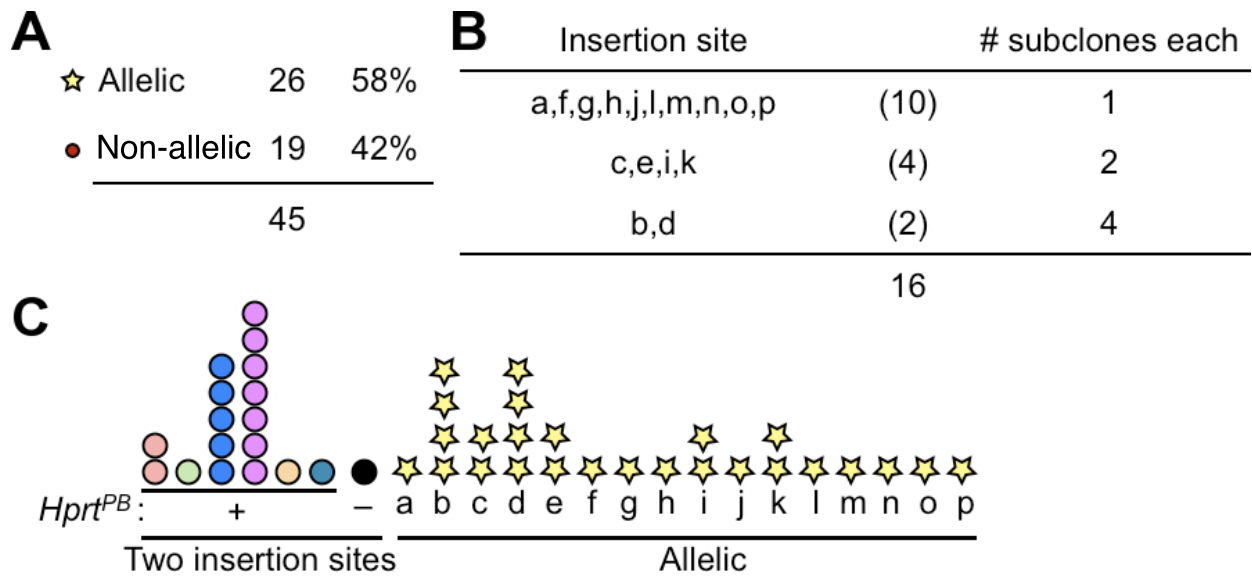 A
Allelic 26 58%
Non-allelic 19 42%
45
B
Insertion site # subclones each
a,f,g,h,j,l,m,n,o,p (10) 1
c,e,i,k (4) 2
b,d (2) 4
16
C
Hprt^PB : + – a b c d e f g h i j k l m n o p
Two insertion sites Allelic